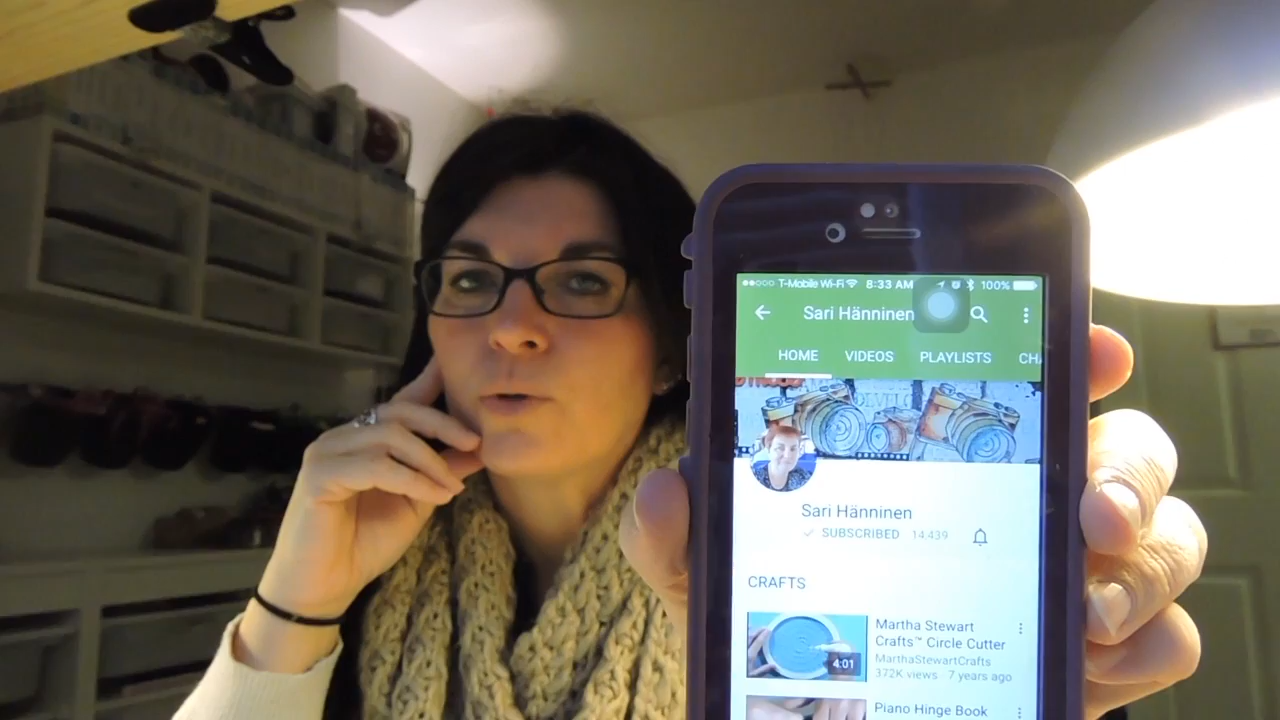 T-Mobile Wi-Fi 8:33 AM 100%
Sari Hänninen
HOME VIDEOS PLAYLISTS CHA
Sari Hänninen
SUBSCRIBED 14,439
CRAFTS
Martha Stewart
Crafts™ Circle Cutter
MarthaStewartCrafts
372K views · 7 years ago
4:01
Piano Hinge Book